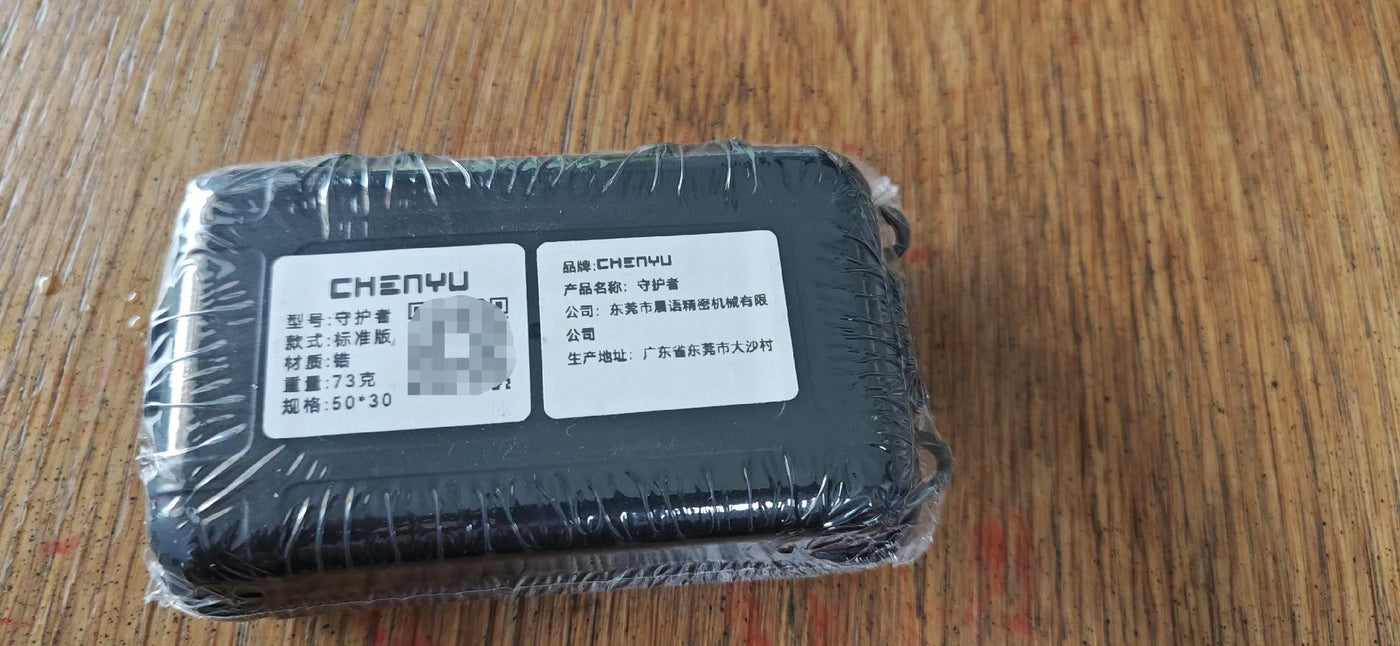 CHENYU
型号:守护者
款式:标准版
材质:锆
重量:73克
规格:50*30
品牌:CHENYU
产品名称：守护者
公司：东莞市晨语精密机械有限
公司
生产地址：广东省东莞市大沙村